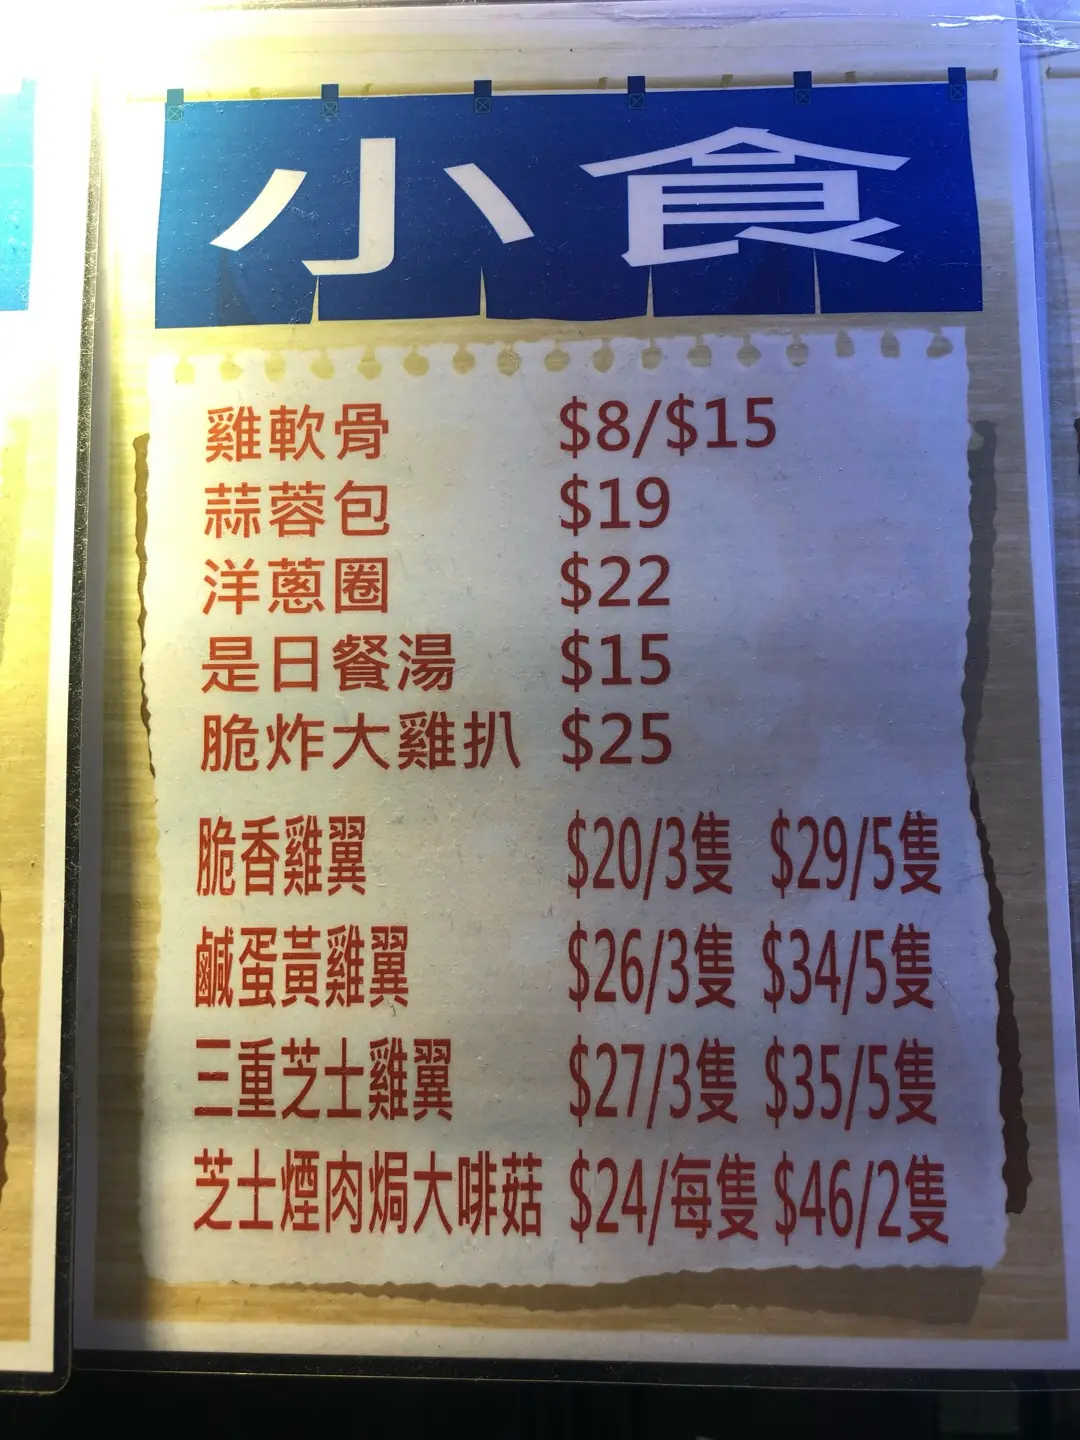 小食
雞軟骨 $8/$15
蒜蓉包 $19
洋蔥圈 $22
是日餐湯 $15
脆炸大雞扒 $25
脆香雞翼 $20/3隻 $29/5隻
鹹蛋黃雞翼 $26/3隻 $34/5隻
三重芝士雞翼 $27/3隻 $35/5隻
芝士煙肉焗大啡菇 $24/每隻 $46/2隻